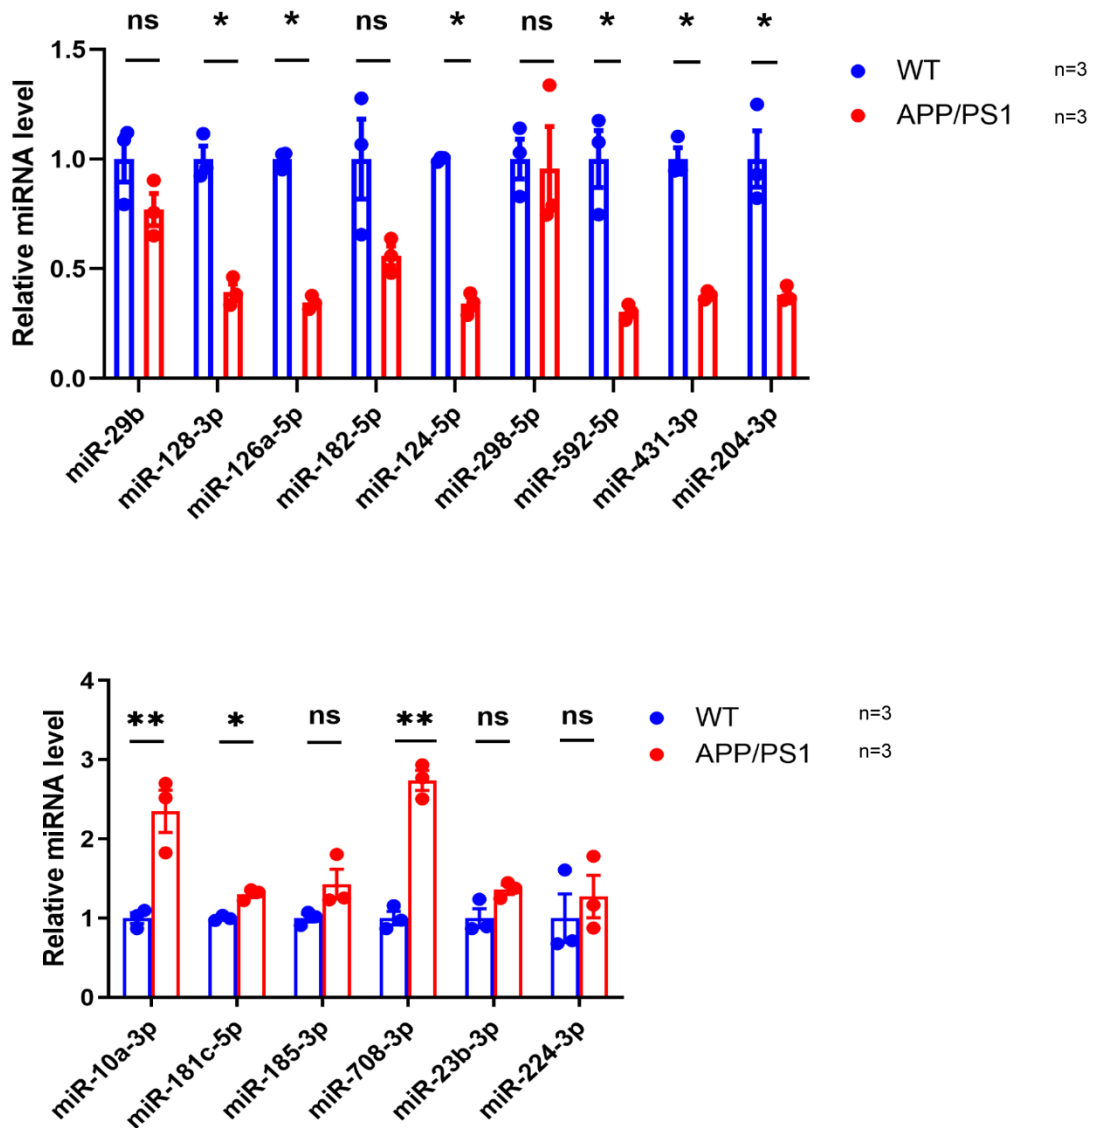 ns * * ns * ns * * *
1.5
1.0
0.5
0.0
Relative miRNA level
WT n=3
APP/PS1 n=3
miR-29b
miR-128-3p
miR-126a-5p
miR-182-5p
miR-124-5p
miR-298-5p
miR-592-5p
miR-431-3p
miR-204-3p
4
3
2
1
0
Relative miRNA level
** * ns ** ns ns
WT n=3
APP/PS1 n=3
miR-10a-3p
miR-181c-5p
miR-185-3p
miR-708-3p
miR-23b-3p
miR-224-3p